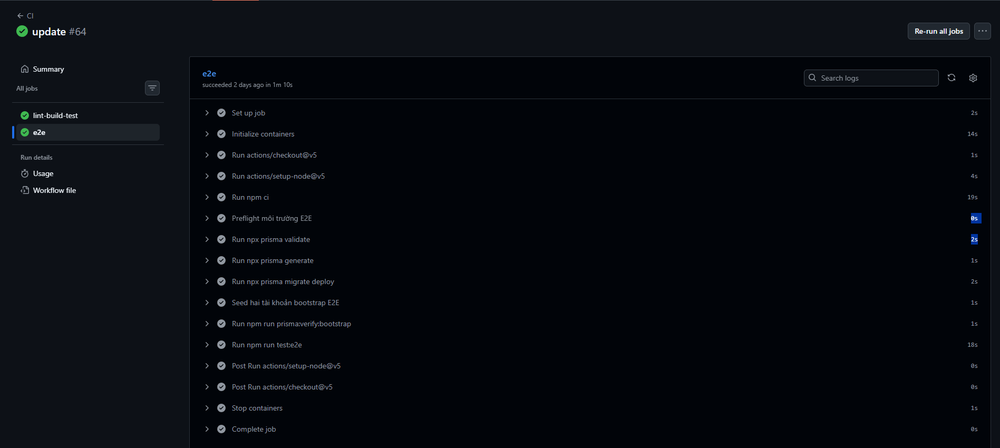 CI
update #64
Re-run all jobs
Summary
All jobs
lint-build-test
e2e
Run details
Usage
Workflow file
e2e
succeeded 2 days ago in 1m 10s
Search logs
Set up job 2s
Initialize containers 14s
Run actions/checkout@v5 1s
Run actions/setup-node@v5 4s
Run npm ci 19s
Preflight môi trường E2E 0s
Run npx prisma validate 2s
Run npx prisma generate 1s
Run npx prisma migrate deploy 2s
Seed hai tài khoản bootstrap E2E 1s
Run npm run prisma:verify:bootstrap 1s
Run npm run test:e2e 18s
Post Run actions/setup-node@v5 0s
Post Run actions/checkout@v5 0s
Stop containers 1s
Complete job 0s